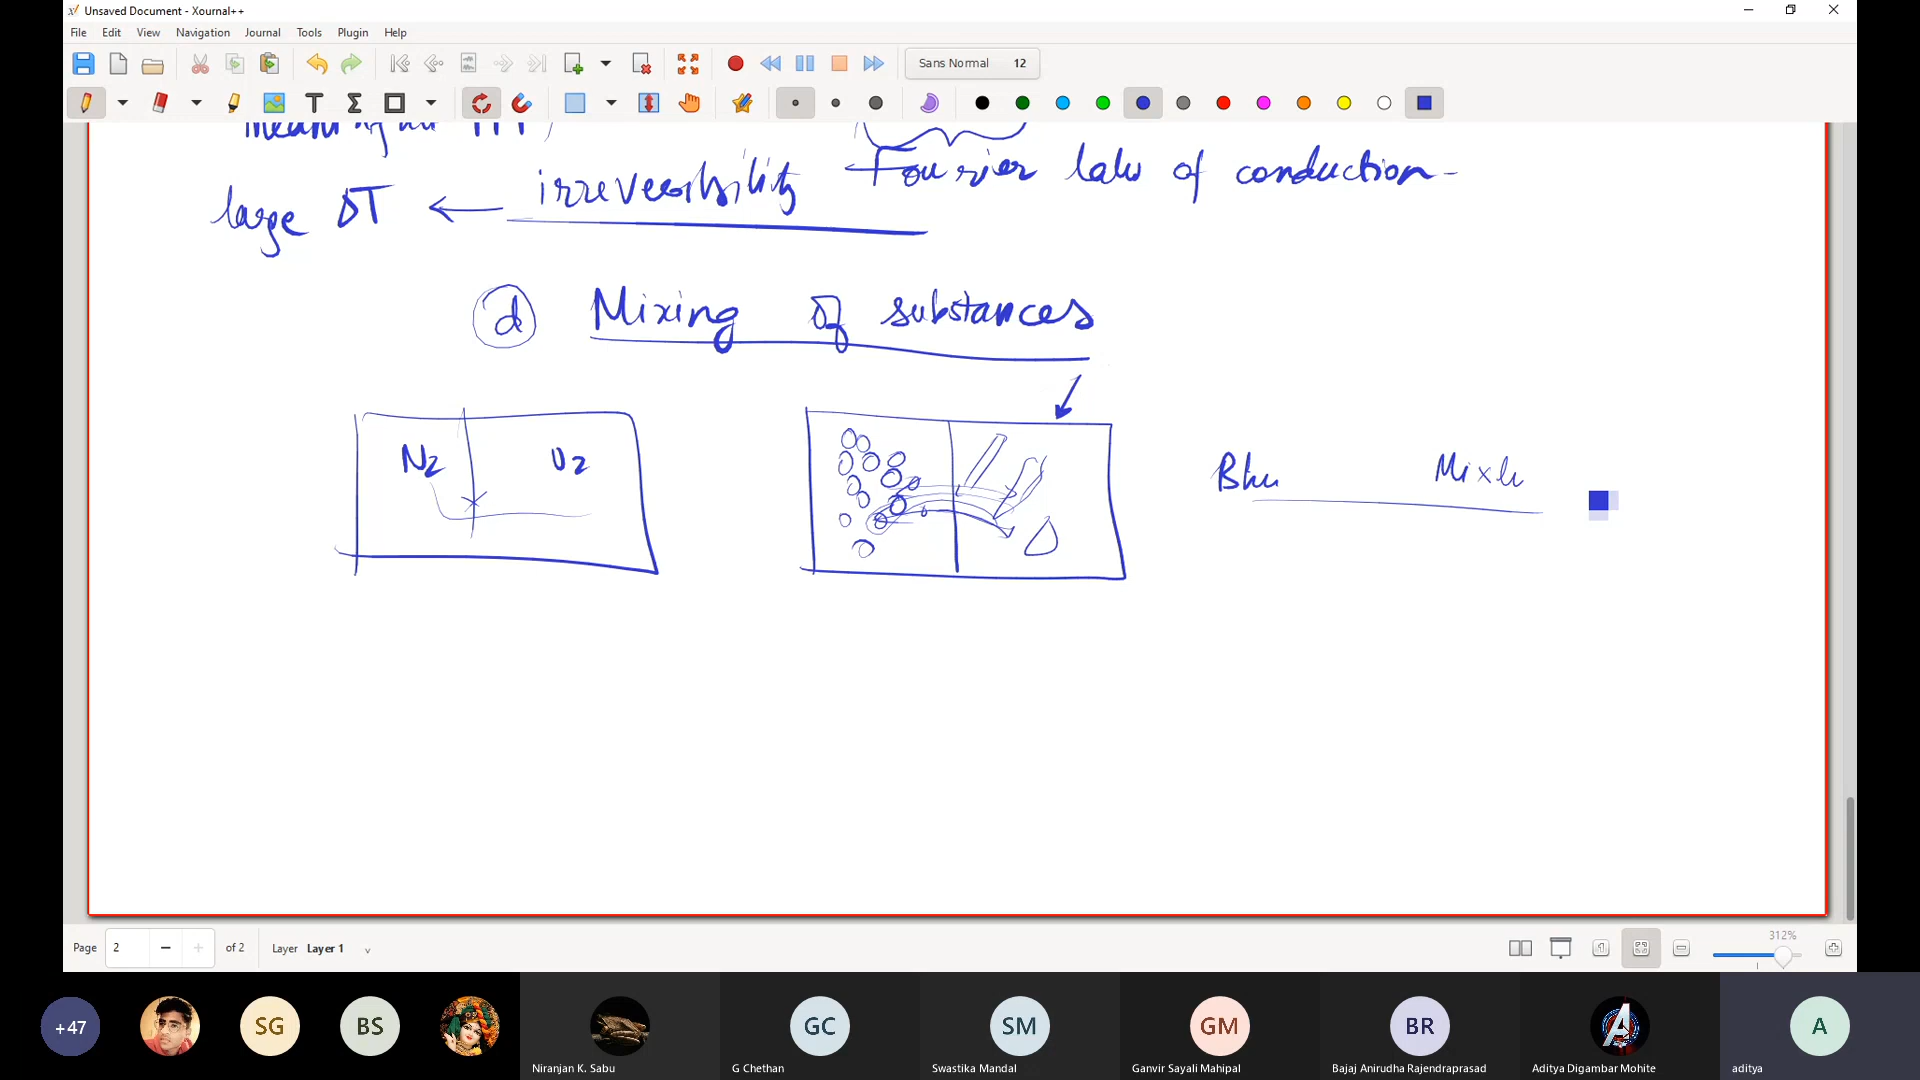 Unsaved Document - Xournal++
File Edit View Navigation Journal Tools Plugin Help
Sans Normal 12
irreversibility Fourier law of conduction-
large ΔT ←
d Mixing of substances
N2 O2
Mix
Page 2 of 2 Layer Layer 1 312%
+47 SG BS GC SM GM BR A
Niranjan K. Sabu G Chethan Swastika Mandal Ganvir Sayali Mahipal Bajaj Anirudha Rajendraprasad Aditya Digambar Mohite aditya